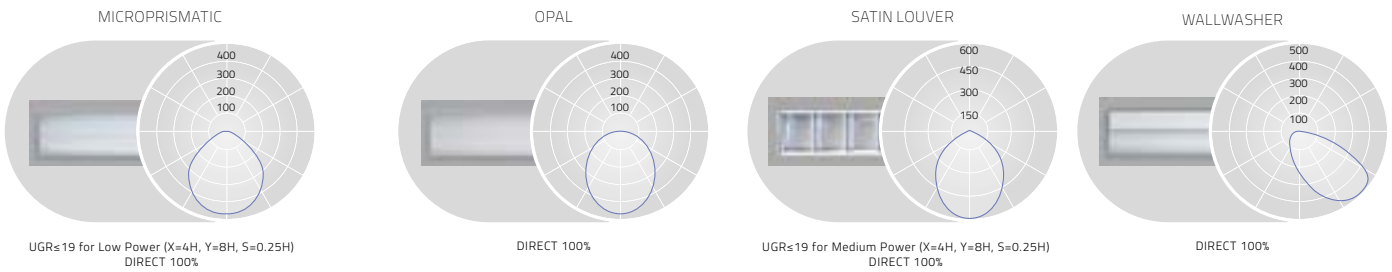 MICROPRISMATIC
400
300
200
100
UGR≤19 for Low Power (X=4H, Y=8H, S=0.25H)
DIRECT 100%
OPAL
400
300
200
100
DIRECT 100%
SATIN LOUVER
600
450
300
150
UGR≤19 for Medium Power (X=4H, Y=8H, S=0.25H)
DIRECT 100%
WALLWASHER
500
400
300
200
100
DIRECT 100%